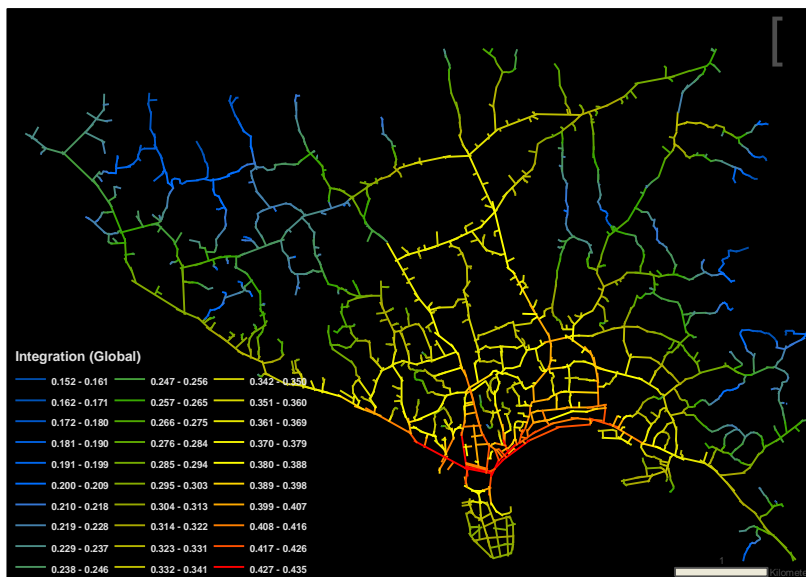 Integration (Global)
0.152 - 0.161 0.247 - 0.256 0.342 - 0.350
0.162 - 0.171 0.257 - 0.265 0.351 - 0.360
0.172 - 0.180 0.266 - 0.275 0.361 - 0.369
0.181 - 0.190 0.276 - 0.284 0.370 - 0.379
0.191 - 0.199 0.285 - 0.294 0.380 - 0.388
0.200 - 0.209 0.295 - 0.303 0.389 - 0.398
0.210 - 0.218 0.304 - 0.313 0.399 - 0.407
0.219 - 0.228 0.314 - 0.322 0.408 - 0.416
0.229 - 0.237 0.323 - 0.331 0.417 - 0.426
0.238 - 0.246 0.332 - 0.341 0.427 - 0.435
1